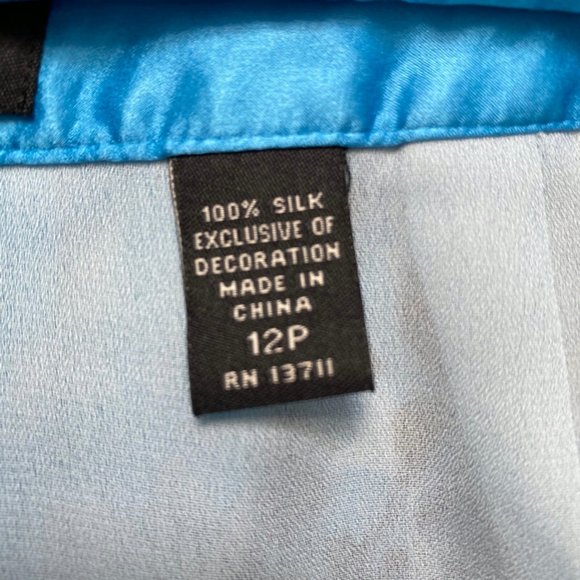 100% SILK
EXCLUSIVE OF
DECORATION
MADE IN
CHINA
12P
RN 13711